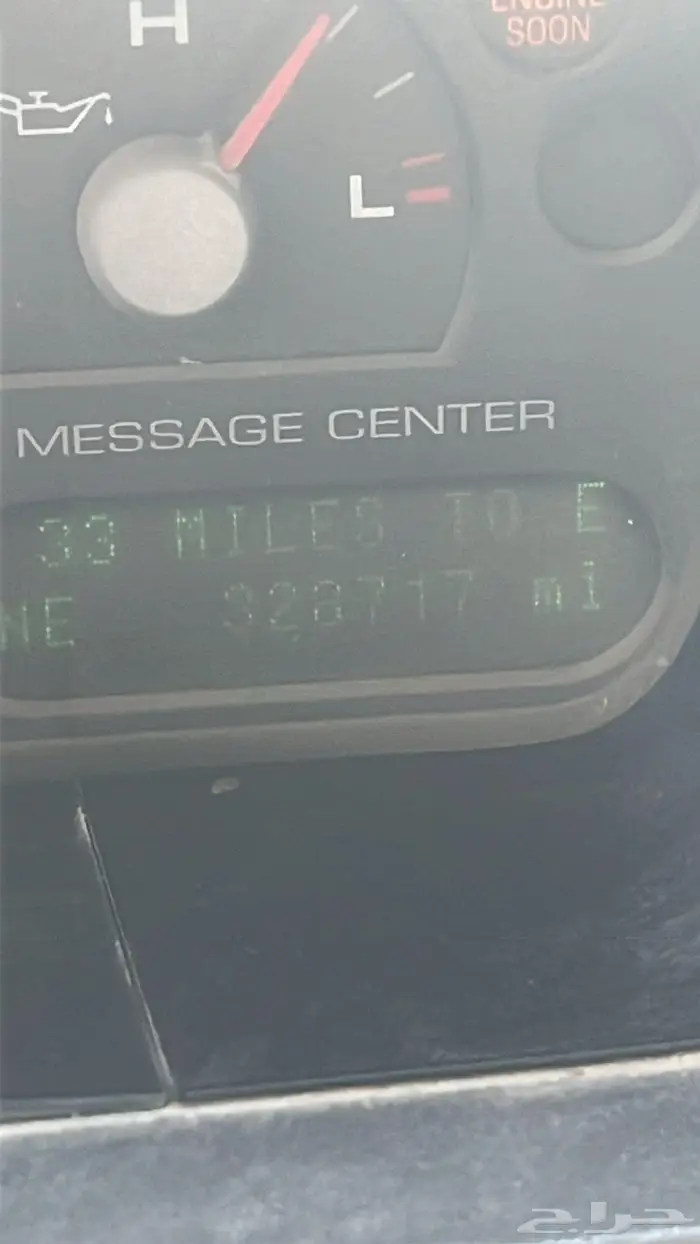 H
ENGINE
SOON
L
MESSAGE CENTER
33 MILES TO E
NE 328717 mi
حراج